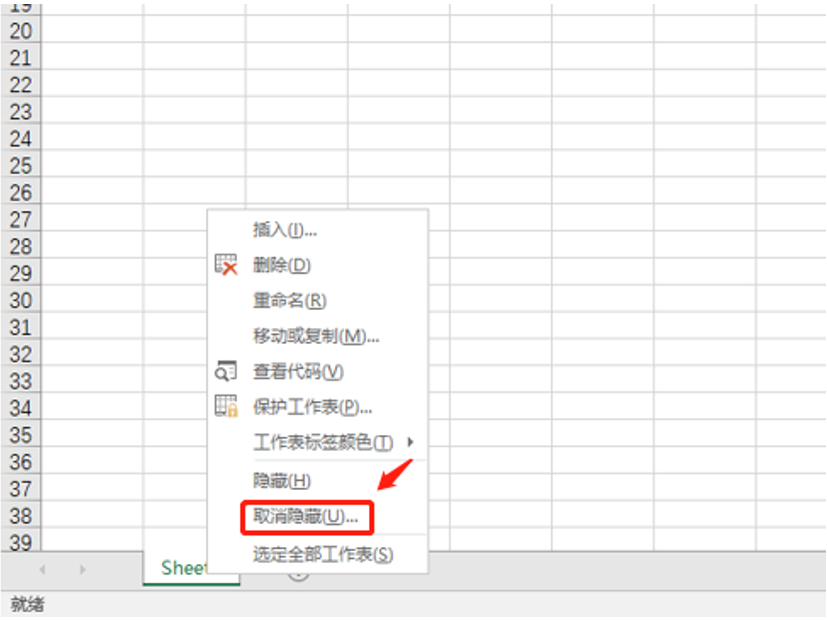 19
20
21
22
23
24
25
26
27
28
29
30
31
32
33
34
35
36
37
38
39
插入(I)...
删除(D)
重命名(R)
移动或复制(M)...
查看代码(V)
保护工作表(P)...
工作表标签颜色(T)
隐藏(H)
取消隐藏(U)...
选定全部工作表(S)
Sheet
就绪